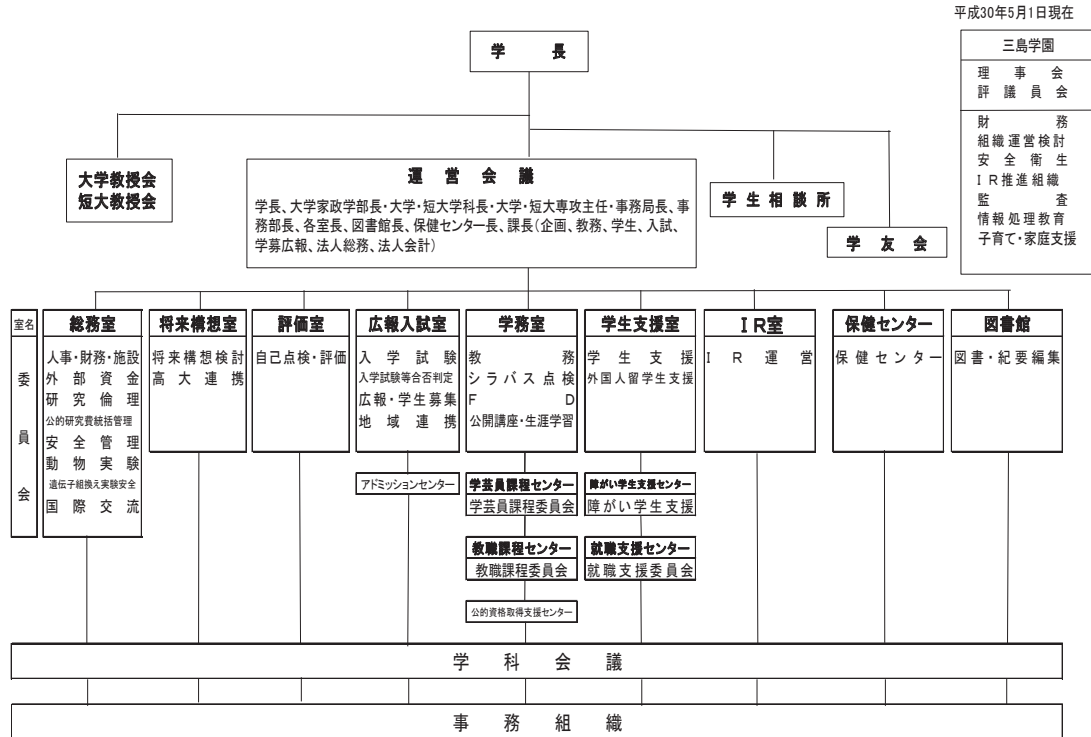 平成30年5月1日現在
学長
三島学園
理事会
評議員会
財務
組織運営検討
安全衛生
IR推進組織
監査
情報処理教育
子育て・家庭支援
大学教授会
短大教授会
運営会議
学長、大学家政学部長・大学・短大学科長・大学・短大専攻主任・事務局長、事
務部長、各室長、図書館長、保健センター長、課長(企画、教務、学生、入試、
学募広報、法人総務、法人会計)
学生相談所
学友会
室名
委員会
総務室
人事・財務・施設
外部資金
研究倫理
公的研究費統括管理
安全管理
動物実験
遺伝子組換え実験安全
国際交流
将来構想室
将来構想検討
高大連携
評価室
自己点検・評価
広報入試室
入学試験
入学試験等合否判定
広報・学生募集
地域連携
アドミッションセンター
学務室
教務
シラバス点検
FD
公開講座・生涯学習
学芸員課程センター
学芸員課程委員会
教職課程センター
教職課程委員会
公的資格取得支援センター
学生支援室
学生支援
外国人留学生支援
障がい学生支援センター
障がい学生支援
就職支援センター
就職支援委員会
IR室
IR運営
保健センター
保健センター
図書館
図書・紀要編集
学科会議
事務組織